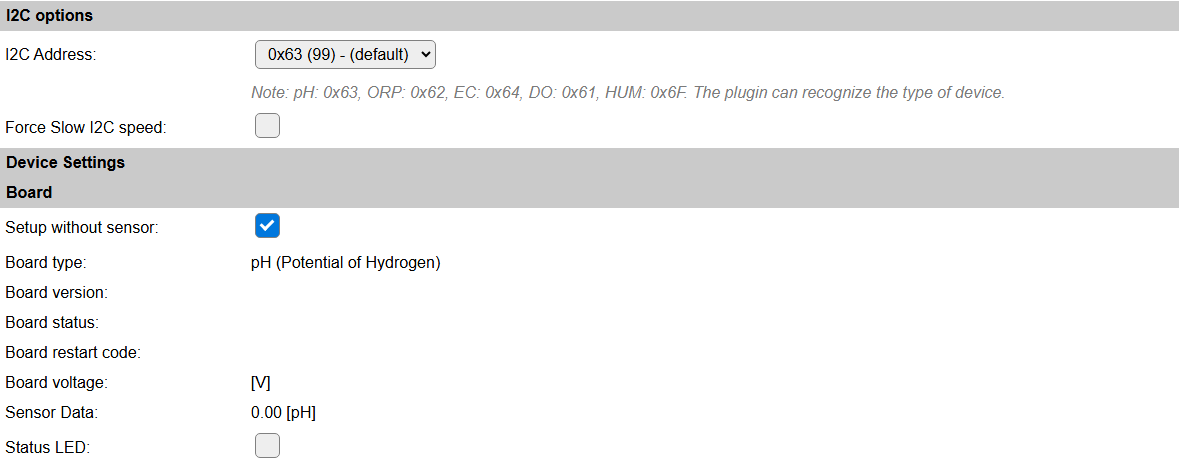 I2C options
I2C Address: 0x63 (99) - (default)
Note: pH: 0x63, ORP: 0x62, EC: 0x64, DO: 0x61, HUM: 0x6F. The plugin can recognize the type of device.
Force Slow I2C speed:
Device Settings
Board
Setup without sensor:
Board type: pH (Potential of Hydrogen)
Board version:
Board status:
Board restart code:
Board voltage: [V]
Sensor Data: 0.00 [pH]
Status LED: